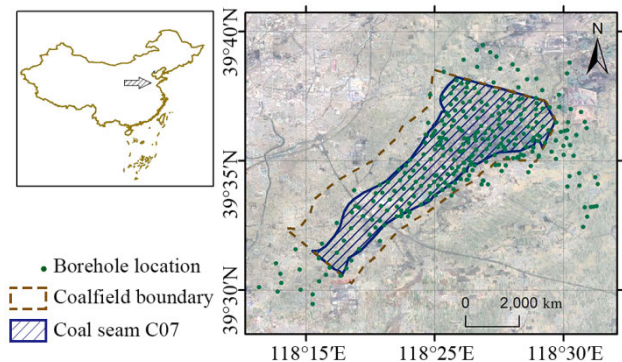 N
39°40′N
39°35′N
39°30′N
Borehole location
Coalfield boundary
Coal seam C07
0 2,000 km
118°15′E
118°25′E
118°30′E